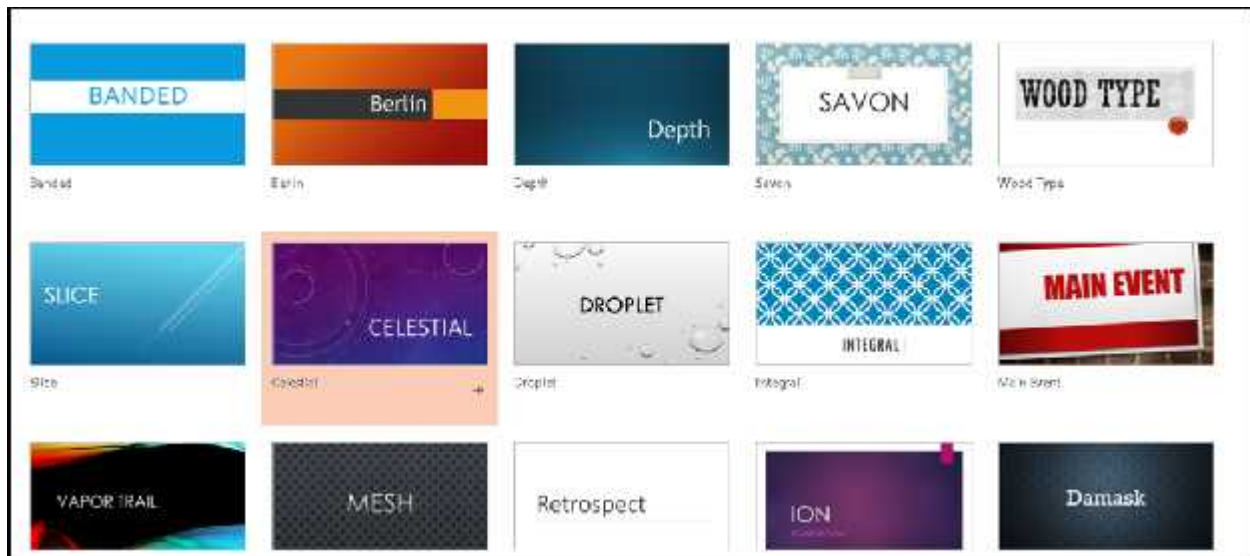 BANDED
Berlin
Depth
SAVON
WOOD TYPE
Banded
Berlin
Depth
Savon
Wood Type
SLICE
CELESTIAL
DROPLET
INTEGRAL
MAIN EVENT
Slice
Celestial
Droplet
Integral
Main Event
VAPOR TRAIL
MESH
Retrospect
ION
Damask